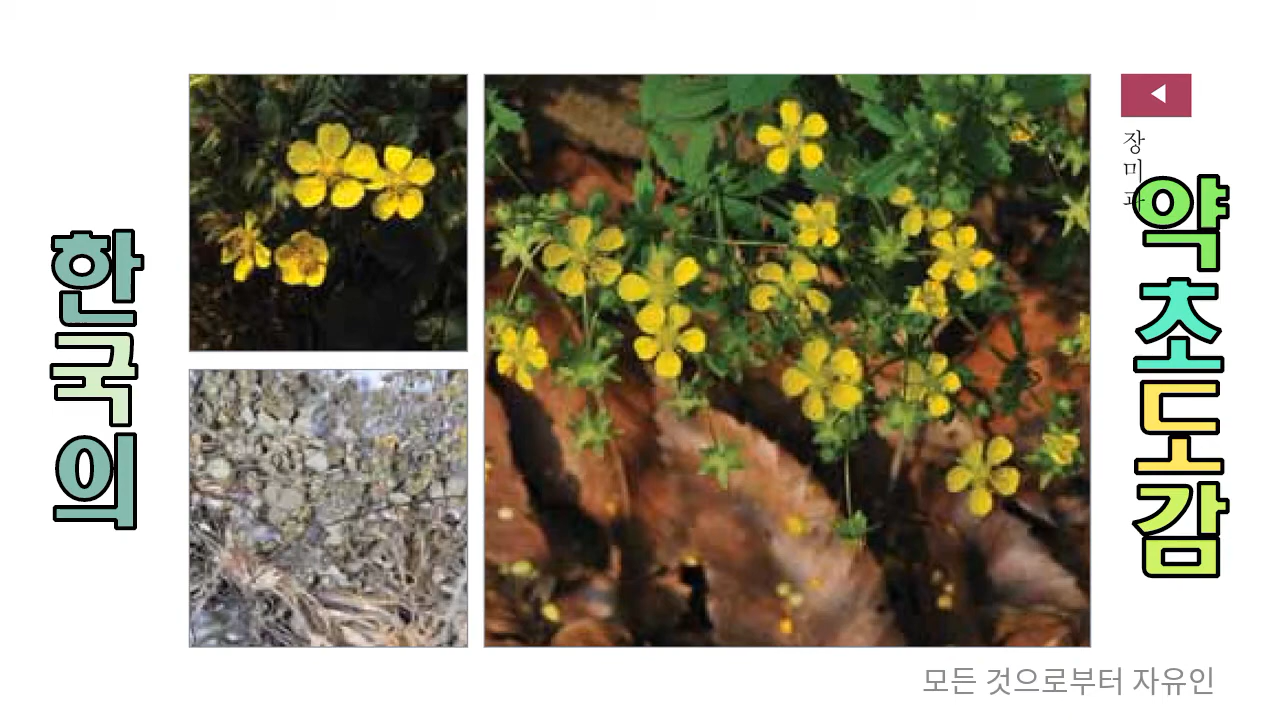 한국의
장미과
약초도감
모든 것으로부터 자유인